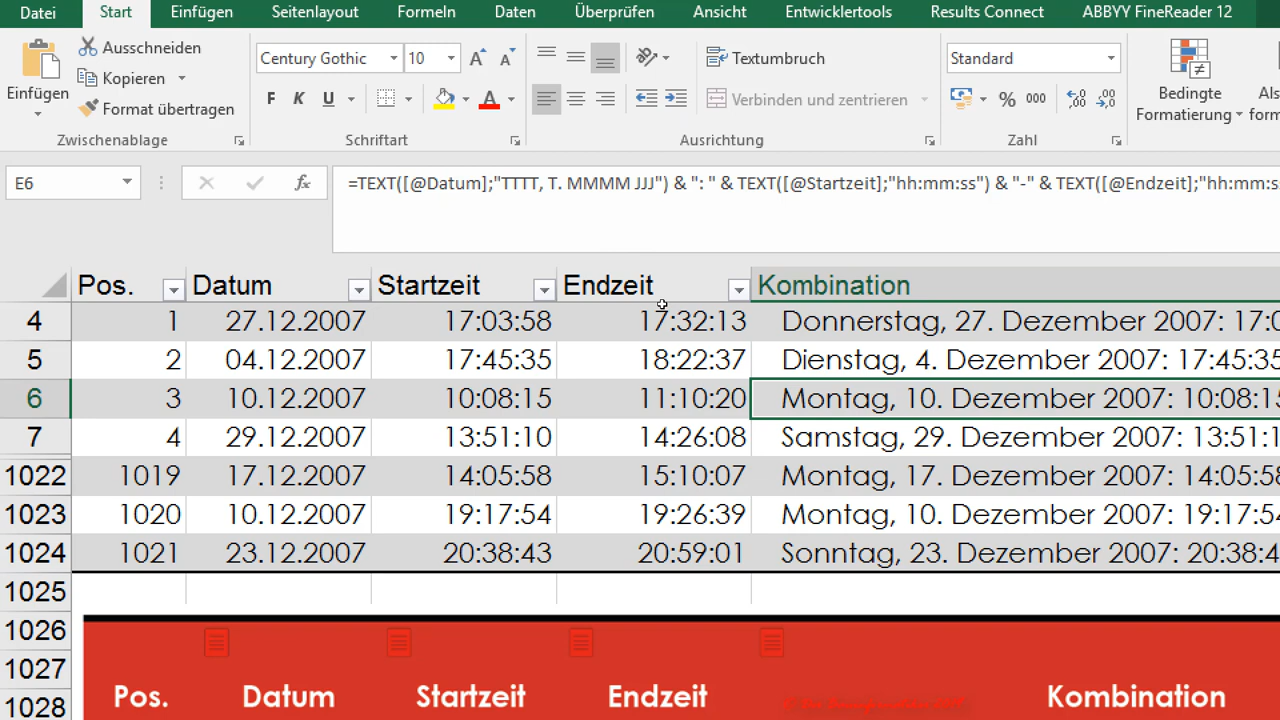 Datei Start Einfügen Seitenlayout Formeln Daten Überprüfen Ansicht Entwicklertools Results Connect ABBYY FineReader 12
Einfügen
Ausschneiden
Kopieren
Format übertragen
Zwischenablage
Century Gothic 10
F K U
Schriftart
Textumbruch
Verbinden und zentrieren
Ausrichtung
Standard
% 000
Zahl
Bedingte
Formatierung
E6 fx =TEXT([@Datum];"TTTT, T. MMMM JJJ") & ": " & TEXT([@Startzeit];"hh:mm:ss") & "-" & TEXT([@Endzeit];"hh:mm:s
Pos. Datum Startzeit Endzeit Kombination
4 1 27.12.2007 17:03:58 17:32:13 Donnerstag, 27. Dezember 2007: 17:0
5 2 04.12.2007 17:45:35 18:22:37 Dienstag, 4. Dezember 2007: 17:45:35
6 3 10.12.2007 10:08:15 11:10:20 Montag, 10. Dezember 2007: 10:08:15
7 4 29.12.2007 13:51:10 14:26:08 Samstag, 29. Dezember 2007: 13:51:1
1022 1019 17.12.2007 14:05:58 15:10:07 Montag, 17. Dezember 2007: 14:05:58
1023 1020 10.12.2007 19:17:54 19:26:39 Montag, 10. Dezember 2007: 19:17:54
1024 1021 23.12.2007 20:38:43 20:59:01 Sonntag, 23. Dezember 2007: 20:38:4
1025
1026
1027
1028 Pos. Datum Startzeit Endzeit Kombination